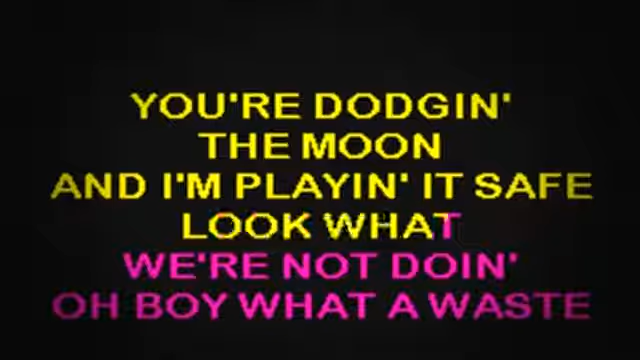 YOU'RE DODGIN'
THE MOON
AND I'M PLAYIN' IT SAFE
LOOK WHAT
WE'RE NOT DOIN'
OH BOY WHAT A WASTE